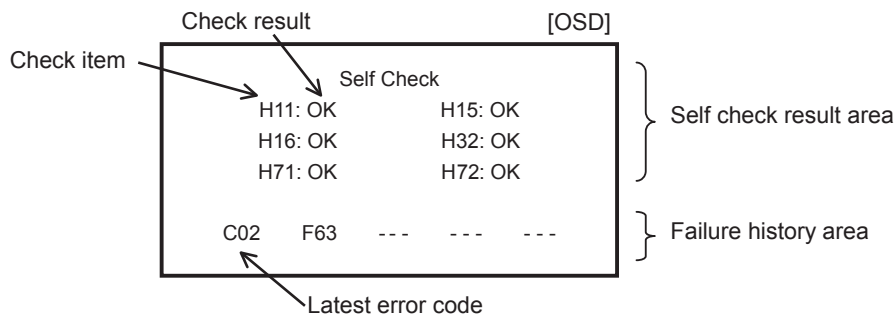 Check result
[OSD]
Check item
Self Check
H11: OK H15: OK
H16: OK H32: OK
H71: OK H72: OK
Self check result area
C02 F63 - - - - - - - - -
Failure history area
Latest error code